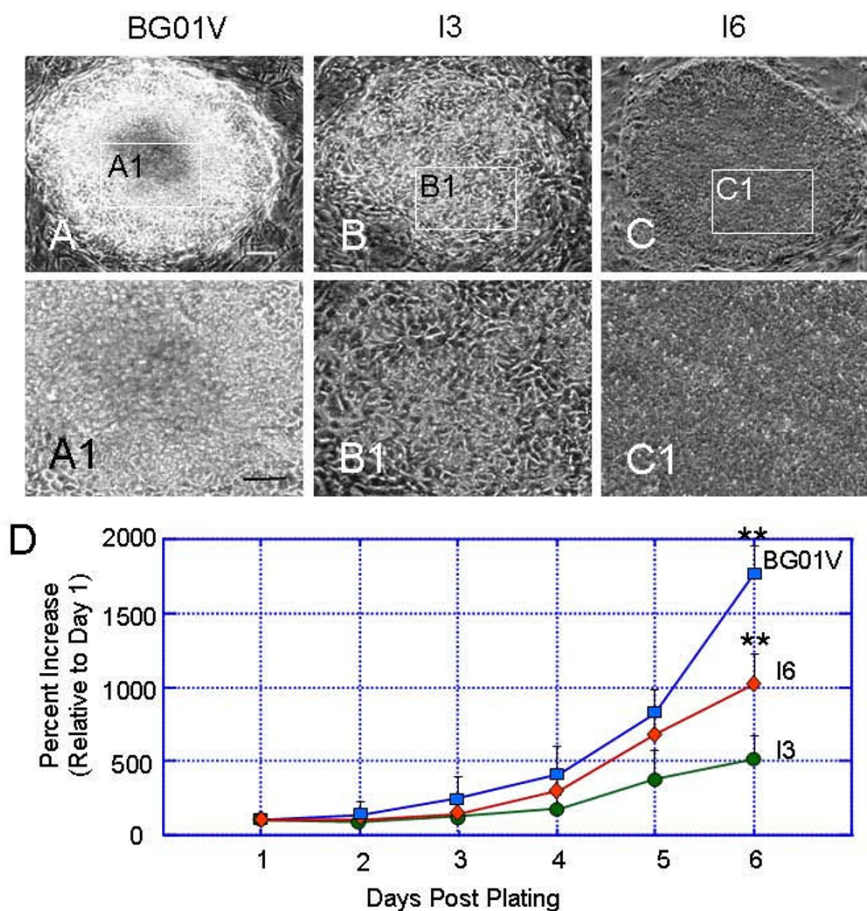 BG01V I3 I6
A1 B1 C1
A B C
A1 B1 C1
D
Percent Increase
(Relative to Day 1)
2000
1500
1000
500
0
**
BG01V
**
I6
I3
1 2 3 4 5 6
Days Post Plating